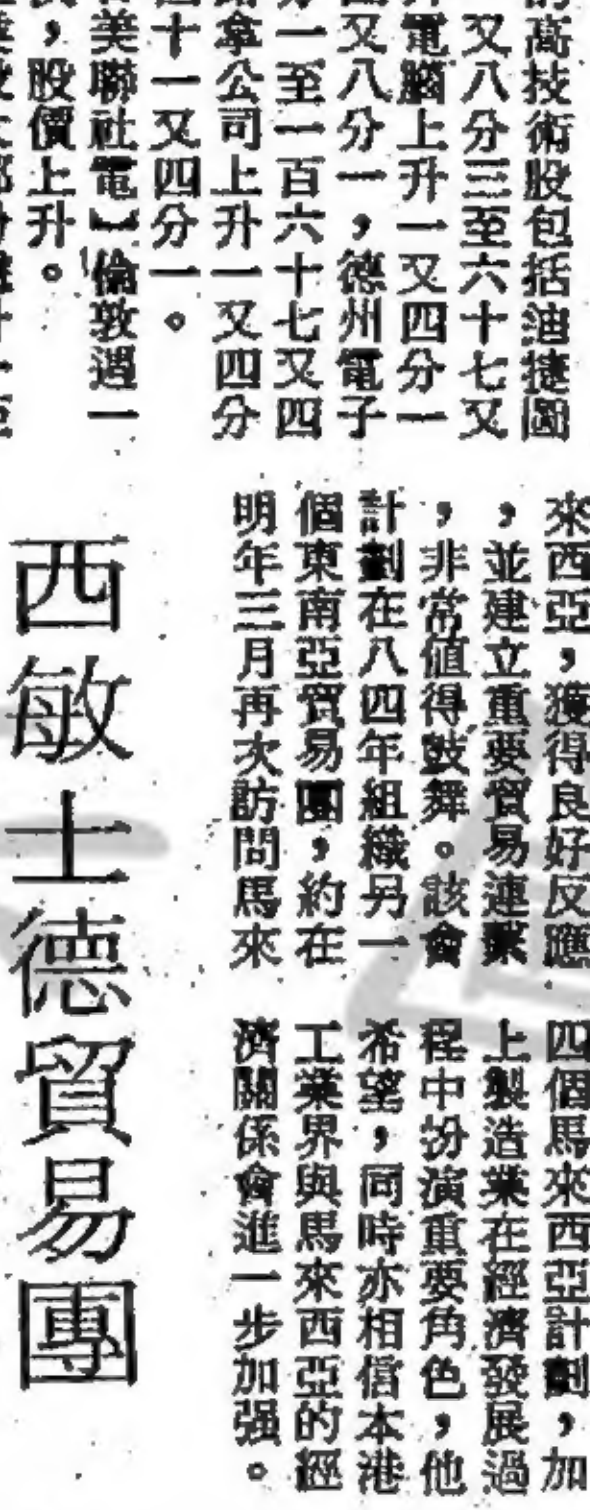 高技術股包括油捷圖
又八分三至六十七又
電腦上升一又四分一
又八分一，德州電子
一至一百六十七又四
拿公司上升一又四分
十一又四分一。
美聯社電】倫敦過一
，股價上升。
來西亞，獲得良好反應
，並建立重要貿易連繫
，非常值得鼓舞。該會
計劃在八四年組織另一
個東南亞貿易團，約在
明年三月再次訪問馬來
四個馬來西亞計劃，加
上製造業在經濟發展過
程中扮演重要角色，他
希望，同時亦相信本港
工業界與馬來西亞的經
濟關係會進一步加强。
西敏士德貿易團